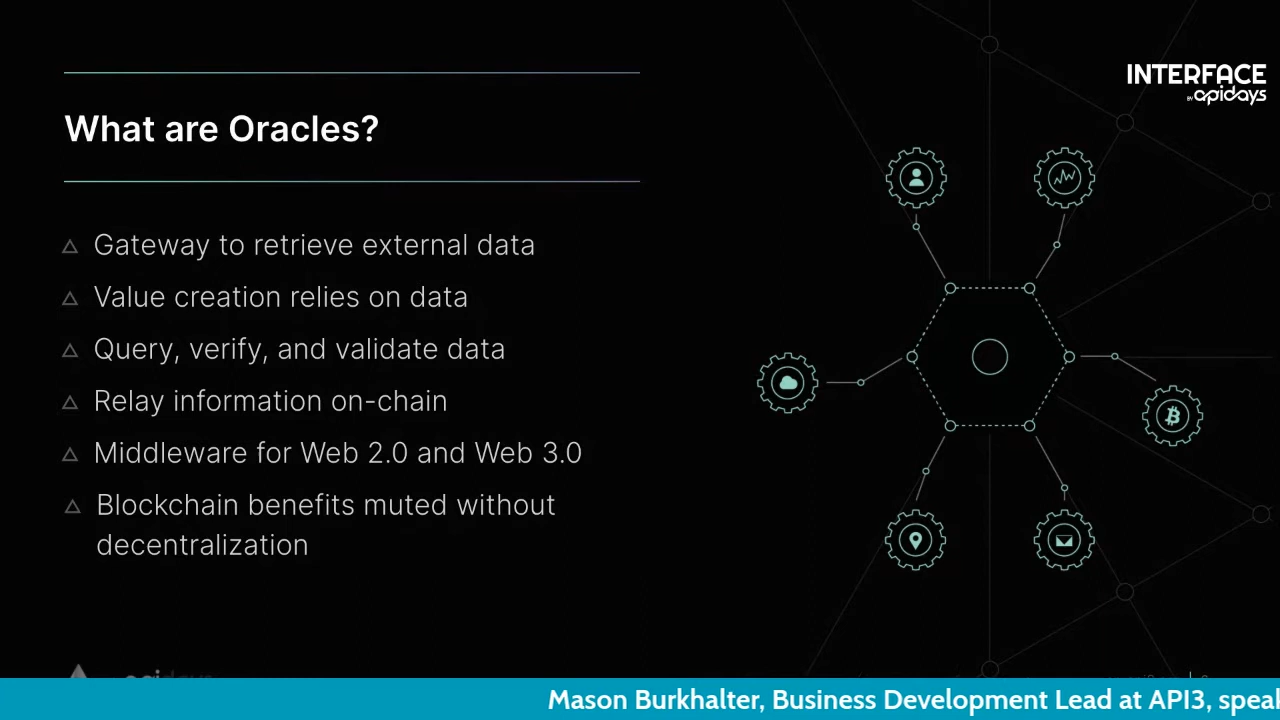 INTERFACE
BY apidays
What are Oracles?
Gateway to retrieve external data
Value creation relies on data
Query, verify, and validate data
Relay information on-chain
Middleware for Web 2.0 and Web 3.0
Blockchain benefits muted without
decentralization
apidays
Mason Burkhalter, Business Development Lead at API3, speak